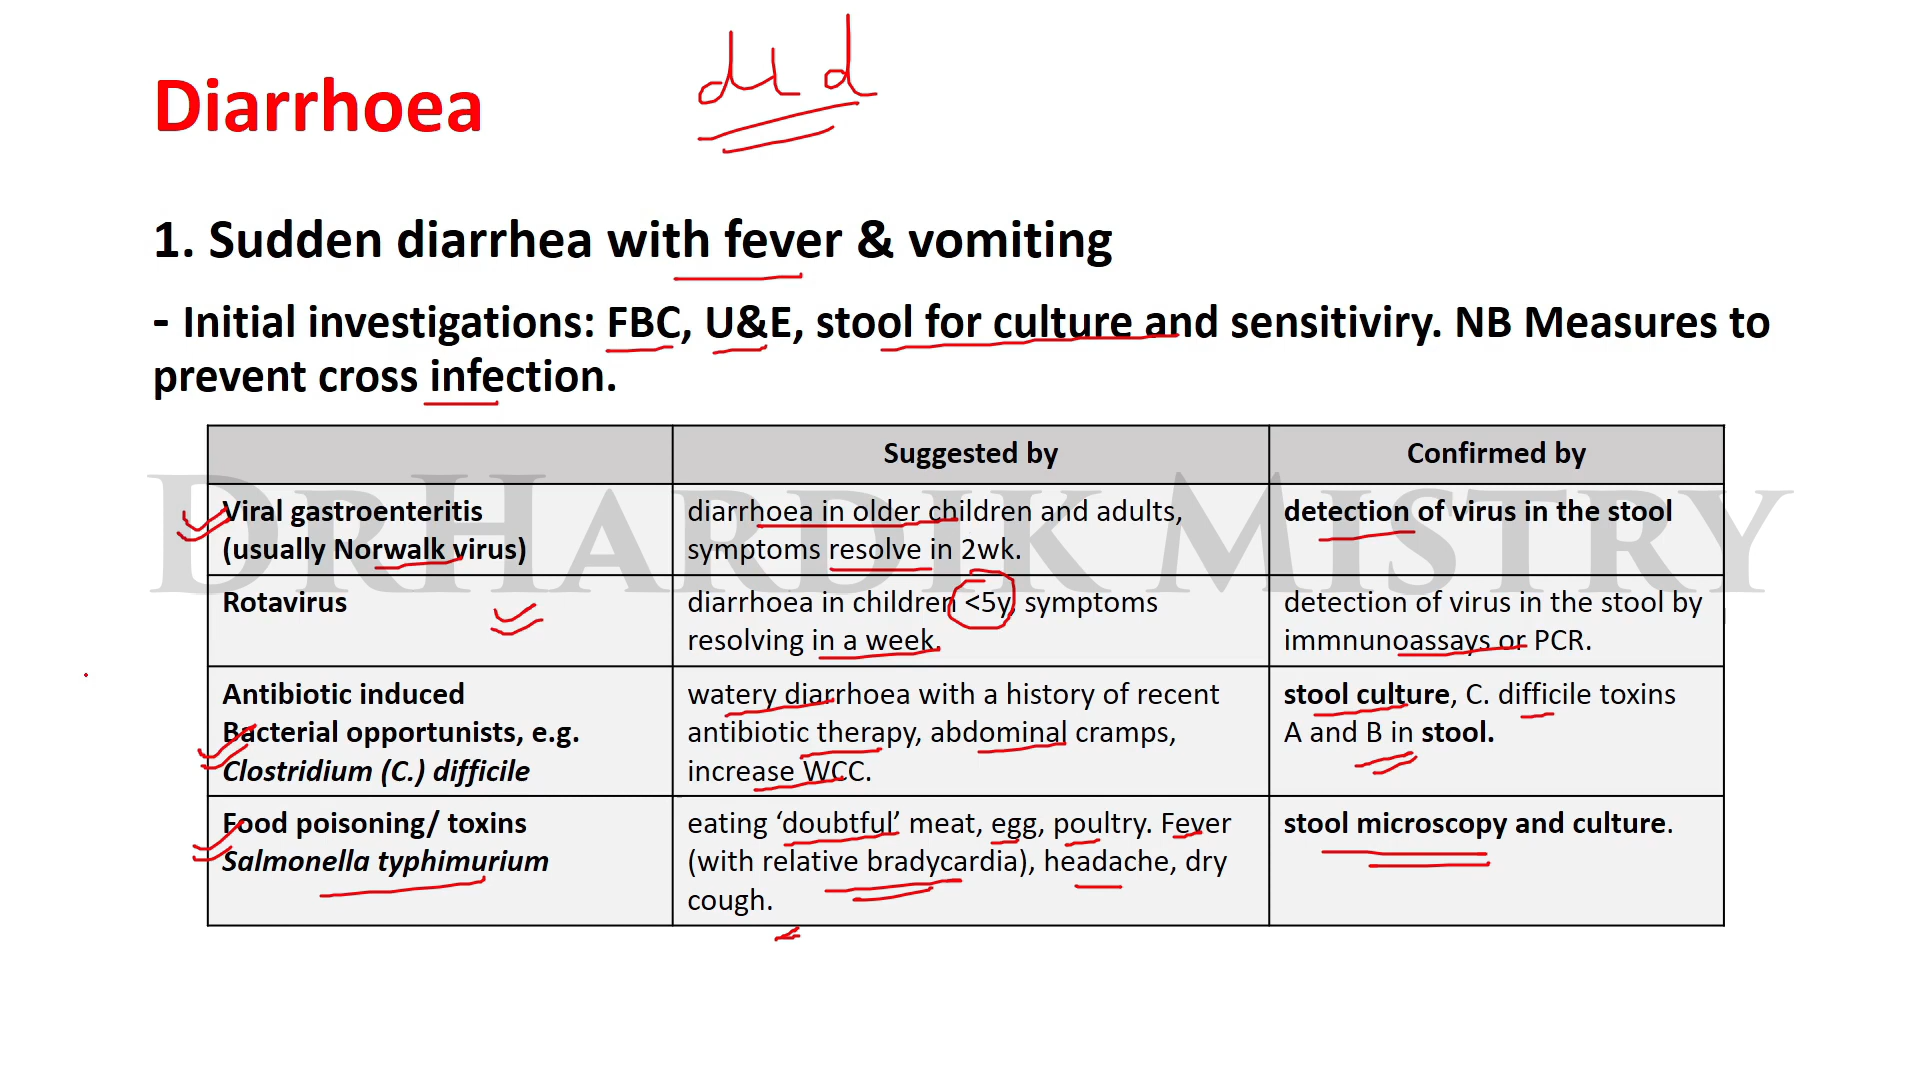 Diarrhoea
1. Sudden diarrhea with fever & vomiting
- Initial investigations: FBC, U&E, stool for culture and sensitiviry. NB Measures to
prevent cross infection.
Suggested by
Confirmed by
Viral gastroenteritis
(usually Norwalk virus)
diarrhoea in older children and adults,
symptoms resolve in 2wk.
detection of virus in the stool
Rotavirus
diarrhoea in children <5y, symptoms
resolving in a week.
detection of virus in the stool by
immnunoassays or PCR.
Antibiotic induced
Bacterial opportunists, e.g.
Clostridium (C.) difficile
watery diarrhoea with a history of recent
antibiotic therapy, abdominal cramps,
increase WCC.
stool culture, C. difficile toxins
A and B in stool.
Food poisoning/ toxins
Salmonella typhimurium
eating ‘doubtful’ meat, egg, poultry. Fever
(with relative bradycardia), headache, dry
cough.
stool microscopy and culture.
DrHardik Mistry